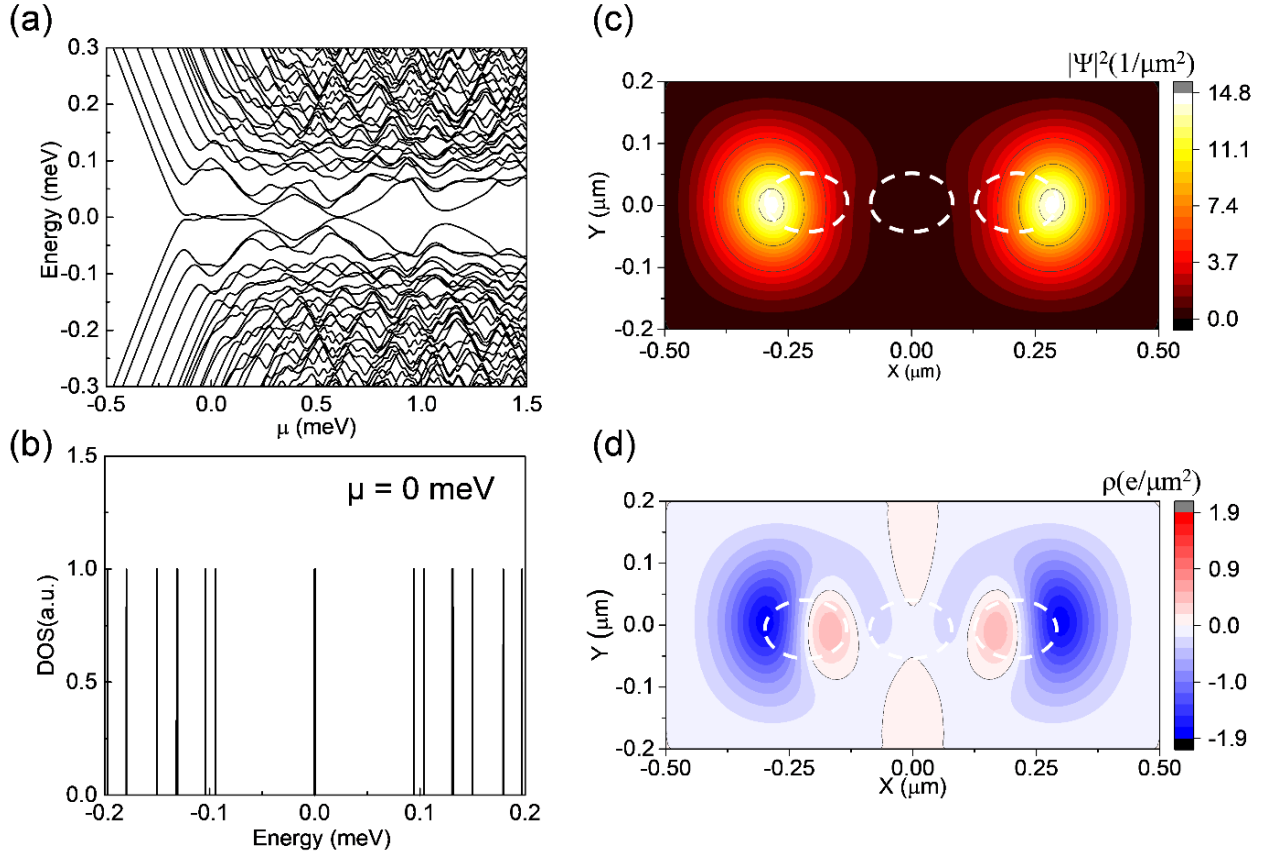 (a)
0.3
0.2
0.1
0.0
-0.1
-0.2
-0.3
Energy (meV)
-0.5 0.0 0.5 1.0 1.5
μ (meV)
(b)
1.5
1.0
0.5
0.0
DOS(a.u.)
μ = 0 meV
-0.2 -0.1 0.0 0.1 0.2
Energy (meV)
(c)
|Ψ|²(1/μm²)
0.2
0.1
0.0
-0.1
-0.2
Y (μm)
-0.50 -0.25 0.00 0.25 0.50
X (μm)
14.8
11.1
7.4
3.7
0.0
(d)
ρ(e/μm²)
0.2
0.1
0.0
-0.1
-0.2
Y (μm)
-0.50 -0.25 0.00 0.25 0.50
X (μm)
1.9
0.9
0.0
-1.0
-1.9